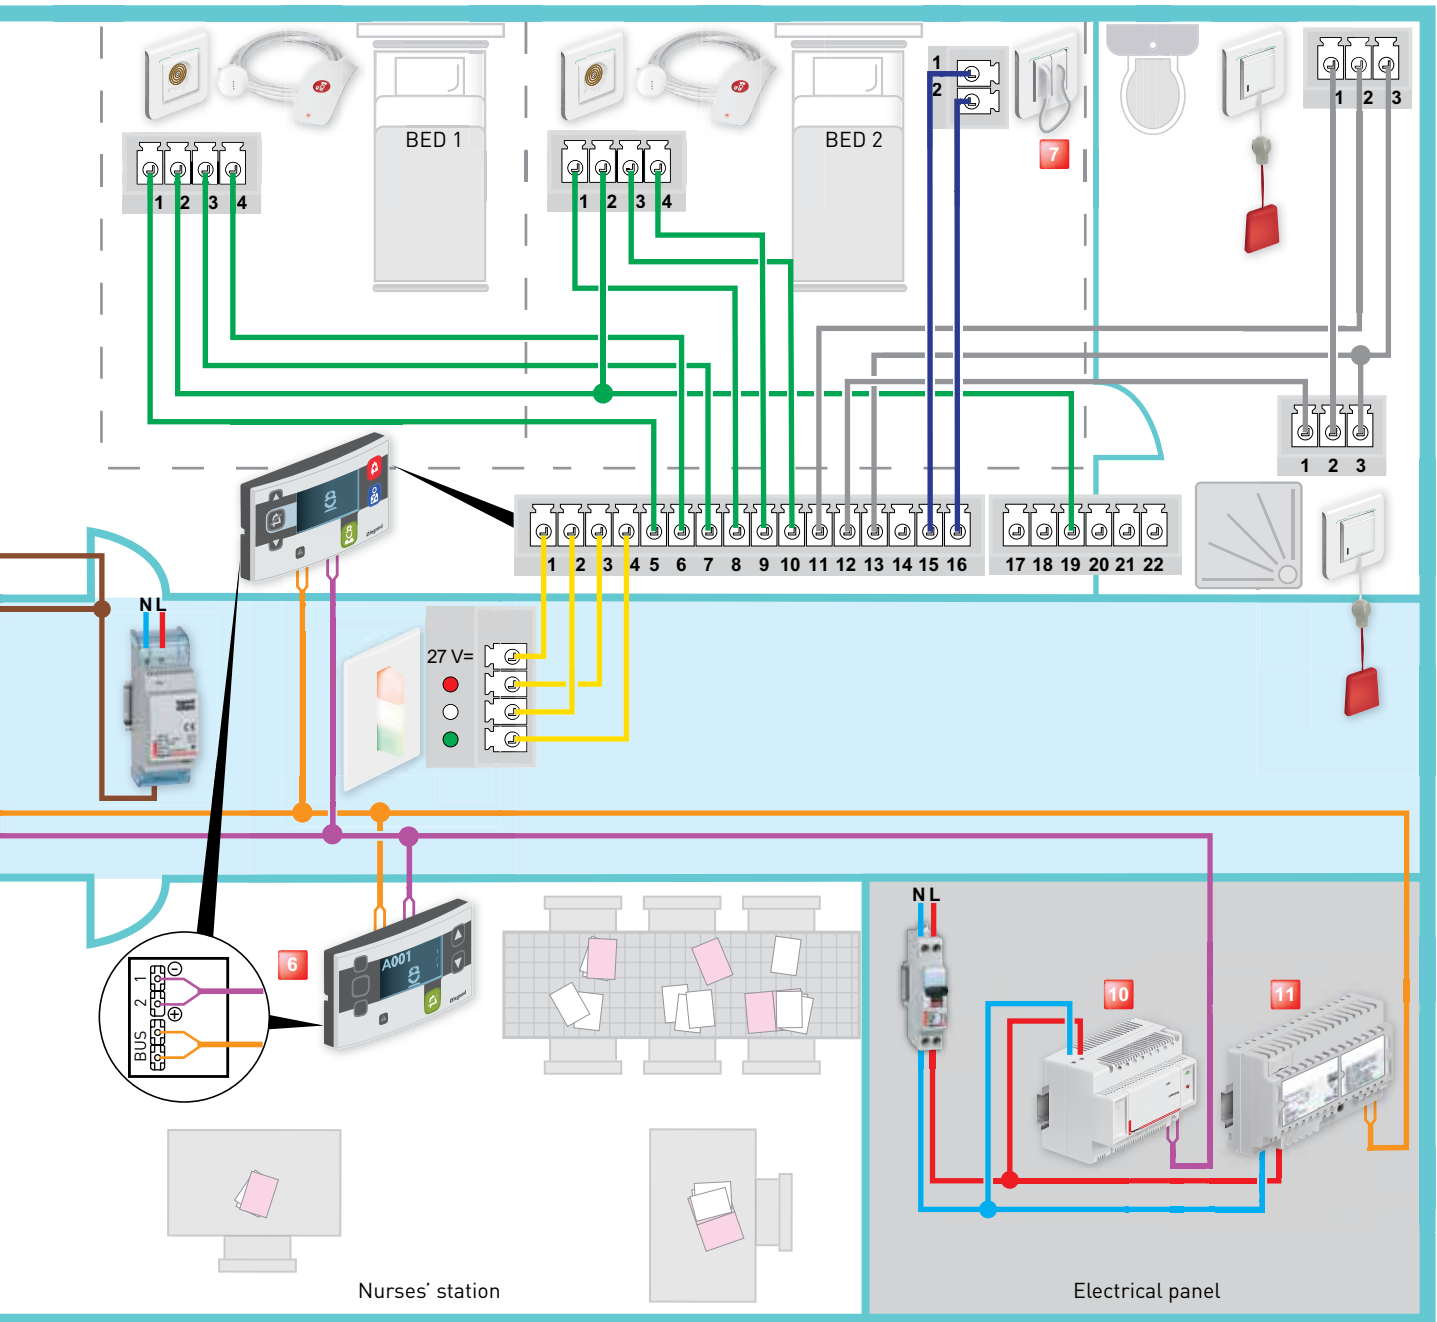 BED 1
BED 2
1
2
7
1 2 3
1 2 3 4
1 2 3 4
1 2 3
1 2 3 4 5 6 7 8 9 10 11 12 13 14 15 16
17 18 19 20 21 22
N L
27 V=
A001
6
1
2
BUS
N L
10
11
Nurses' station
Electrical panel